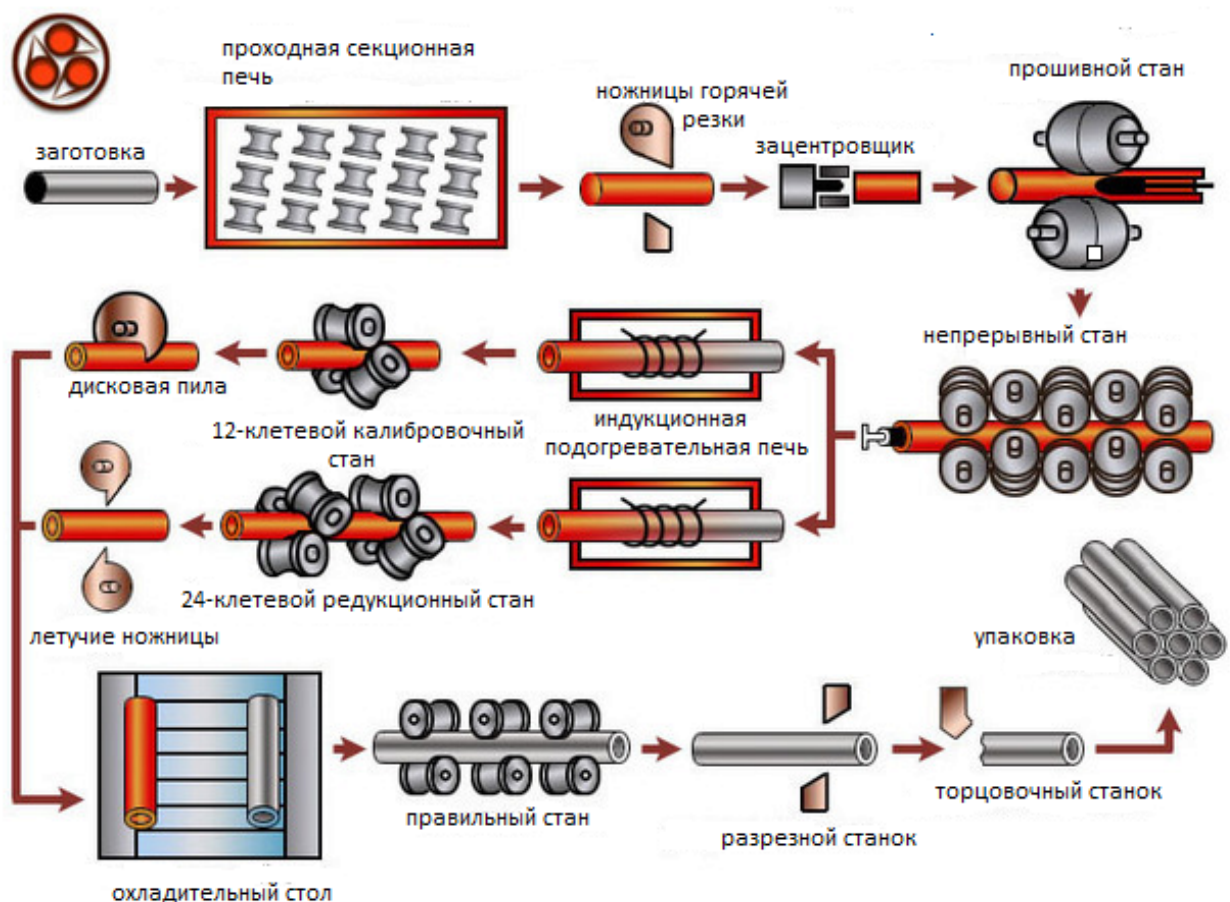 проходная секционная
печь
прошивной стан
ножницы горячей
резки
заготовка
зацентровщик
непрерывный стан
дисковая пила
12-клетевой калибровочный
стан
индукционная
подогревательная печь
24-клетевой редукционный стан
летучие ножницы
упаковка
правильный стан
разрезной станок
торцовочный станок
охладительный стол